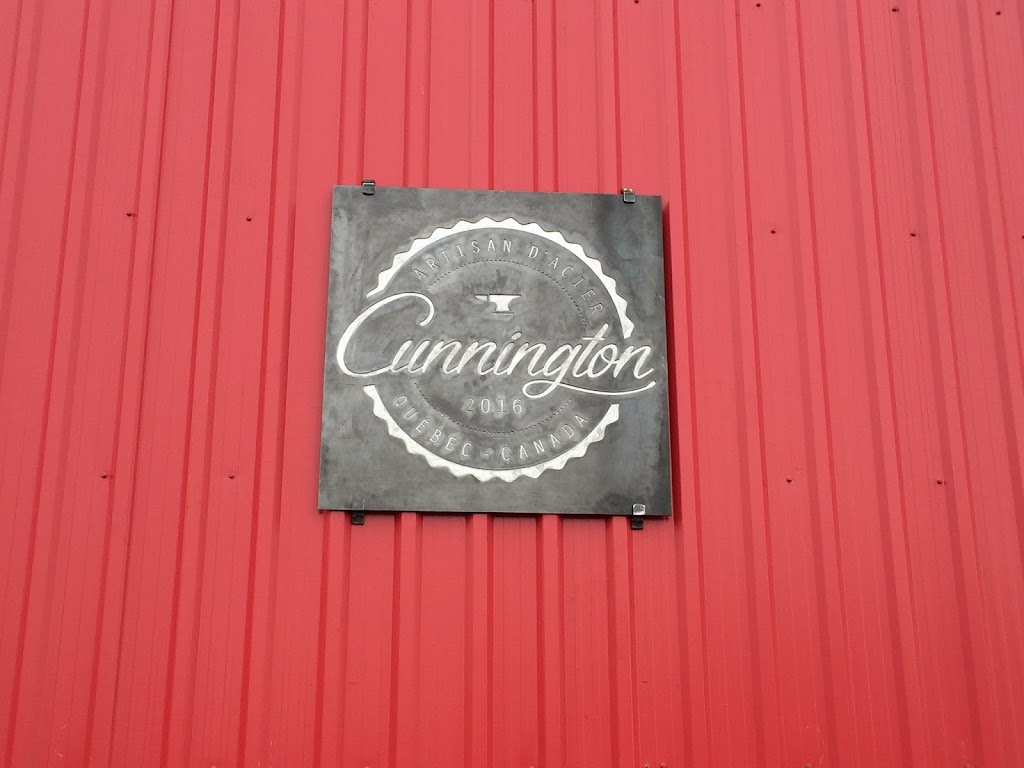 ARTISAN D'ACIER
Cunnington
2016
QUÉBEC - CANADA